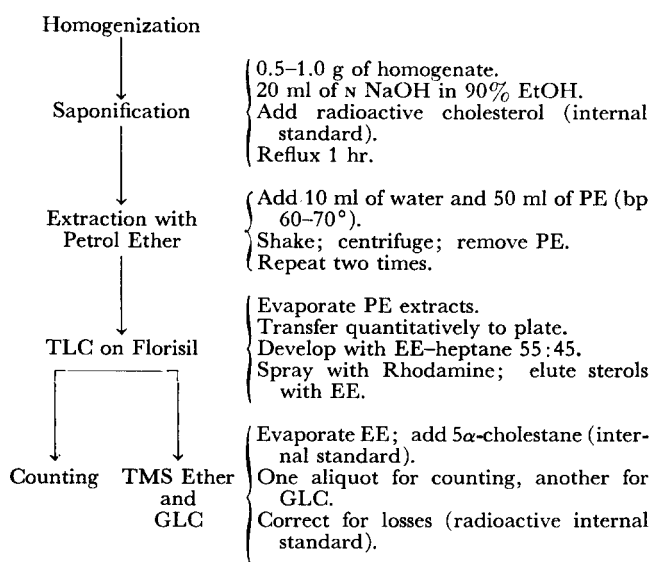 Homogenization
0.5–1.0 g of homogenate.
20 ml of N NaOH in 90% EtOH.
Saponification
Add radioactive cholesterol (internal
standard).
Reflux 1 hr.
Add 10 ml of water and 50 ml of PE (bp
60–70°).
Extraction with
Petrol Ether
Shake; centrifuge; remove PE.
Repeat two times.
Evaporate PE extracts.
Transfer quantitatively to plate.
TLC on Florisil
Develop with EE–heptane 55:45.
Spray with Rhodamine; elute sterols
with EE.
Evaporate EE; add 5α-cholestane (inter-
nal standard).
Counting
TMS Ether
and
GLC
One aliquot for counting, another for
GLC.
Correct for losses (radioactive internal
standard).